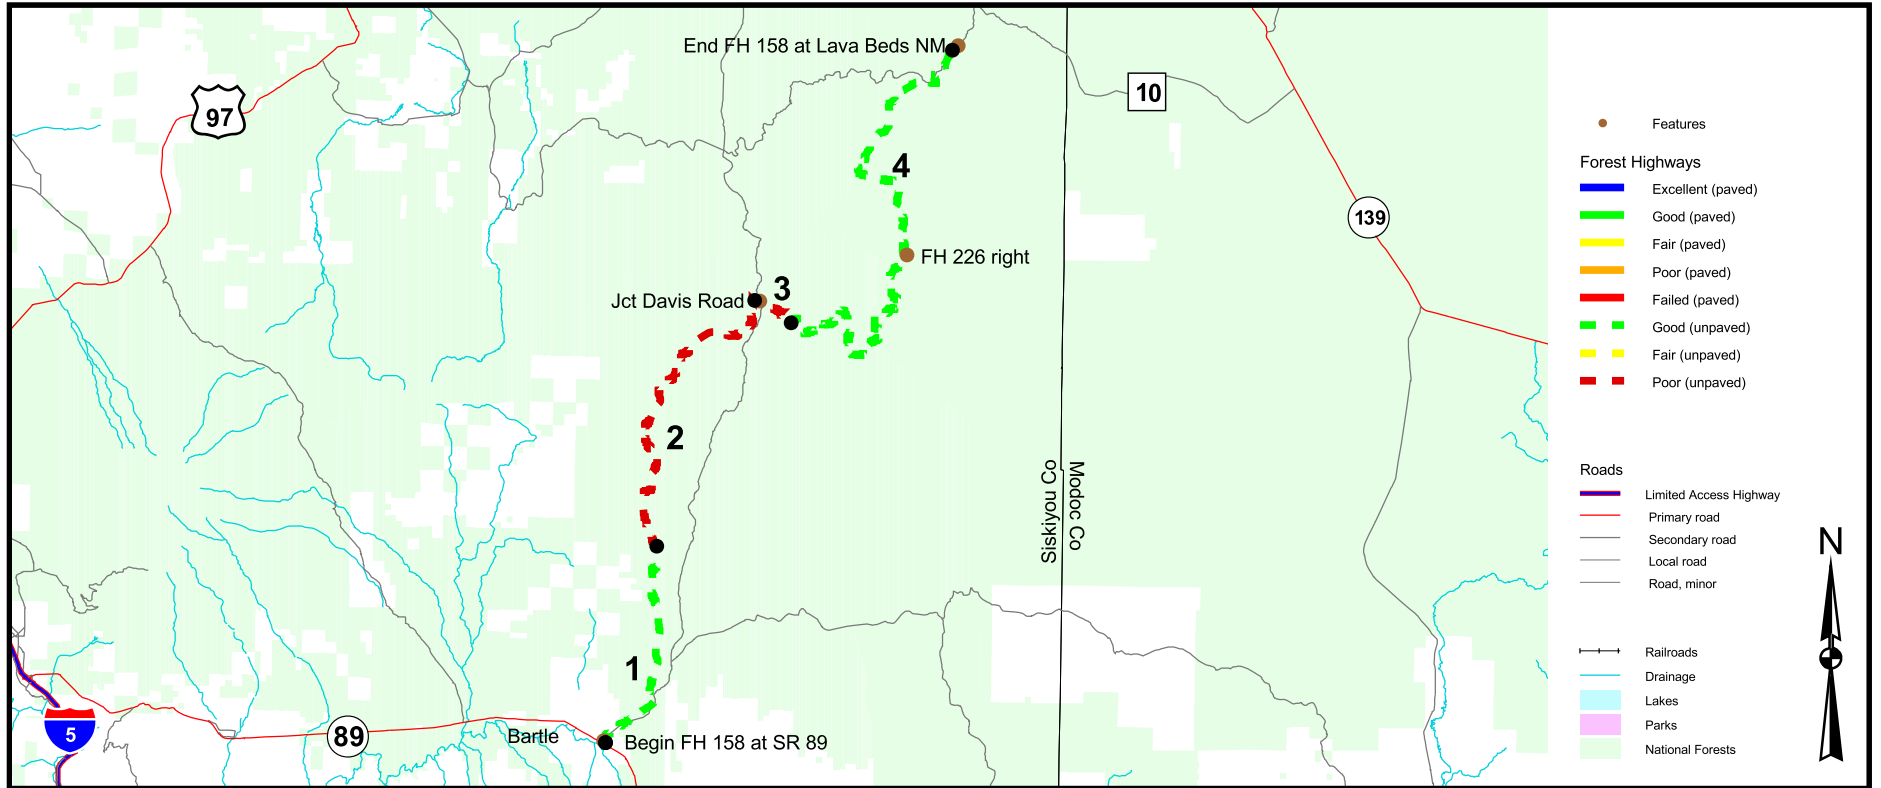 End FH 158 at Lava Beds NM
97
10
4
139
FH 226 right
3
Jct Davis Road
2
Siskiyou Co
Modoc Co
1
5
89
Bartle
Begin FH 158 at SR 89
Features
Forest Highways
Excellent (paved)
Good (paved)
Fair (paved)
Poor (paved)
Failed (paved)
Good (unpaved)
Fair (unpaved)
Poor (unpaved)
Roads
Limited Access Highway
Primary road
Secondary road
Local road
Road, minor
N
Railroads
Drainage
Lakes
Parks
National Forests